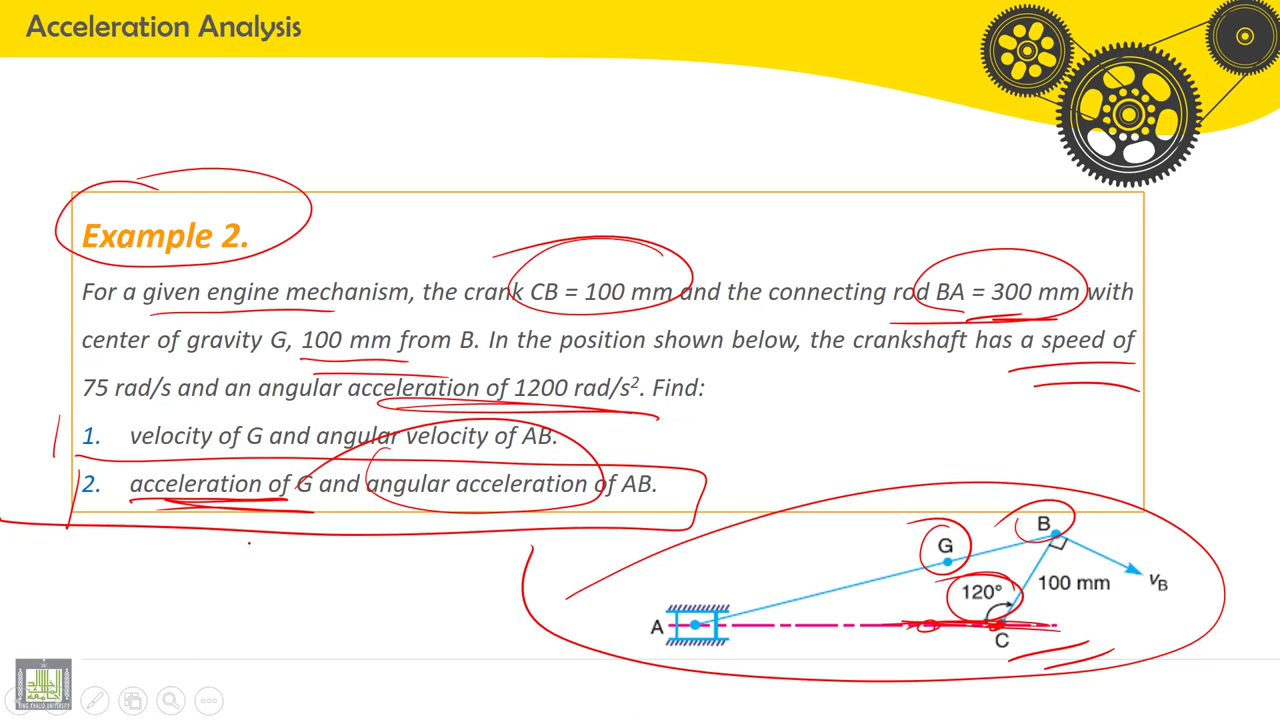 Acceleration Analysis
Example 2.
For a given engine mechanism, the crank CB = 100 mm and the connecting rod BA = 300 mm with
center of gravity G, 100 mm from B. In the position shown below, the crankshaft has a speed of
75 rad/s and an angular acceleration of 1200 rad/s². Find:
1. velocity of G and angular velocity of AB.
2. acceleration of G and angular acceleration of AB.
B
G
120°
100 mm
vB
A
C
KING KHALID UNIVERSITY